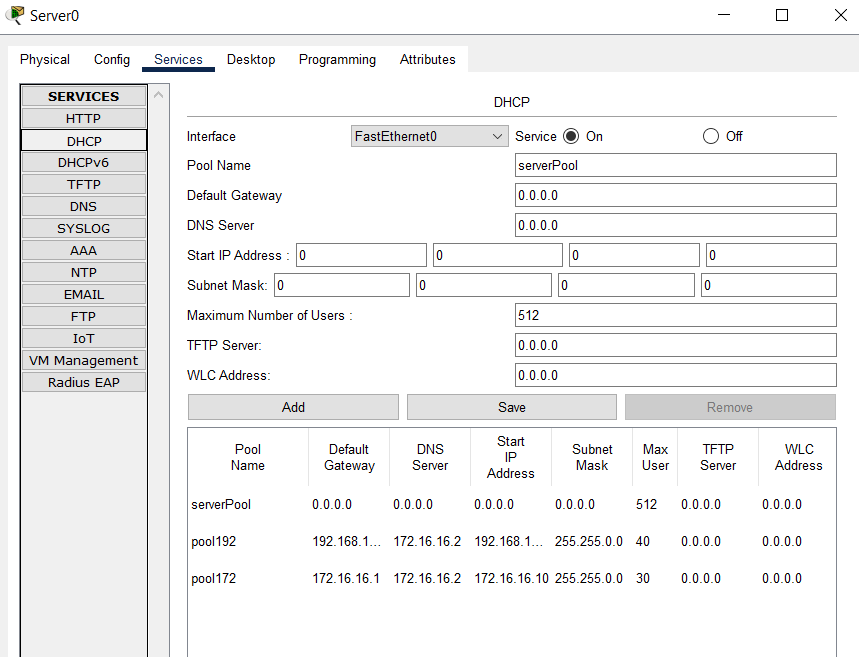 Server0
Physical Config Services Desktop Programming Attributes
SERVICES
HTTP
DHCP
DHCPv6
TFTP
DNS
SYSLOG
AAA
NTP
EMAIL
FTP
IoT
VM Management
Radius EAP
DHCP
Interface FastEthernet0 Service On Off
Pool Name serverPool
Default Gateway 0.0.0.0
DNS Server 0.0.0.0
Start IP Address : 0 0 0 0
Subnet Mask: 0 0 0 0
Maximum Number of Users : 512
TFTP Server: 0.0.0.0
WLC Address: 0.0.0.0
Add Save Remove
Pool Name Default Gateway DNS Server Start IP Address Subnet Mask Max User TFTP Server WLC Address
serverPool 0.0.0.0 0.0.0.0 0.0.0.0 0.0.0.0 512 0.0.0.0 0.0.0.0
pool192 192.168.1... 172.16.16.2 192.168.1... 255.255.0.0 40 0.0.0.0 0.0.0.0
pool172 172.16.16.1 172.16.16.2 172.16.16.10 255.255.0.0 30 0.0.0.0 0.0.0.0